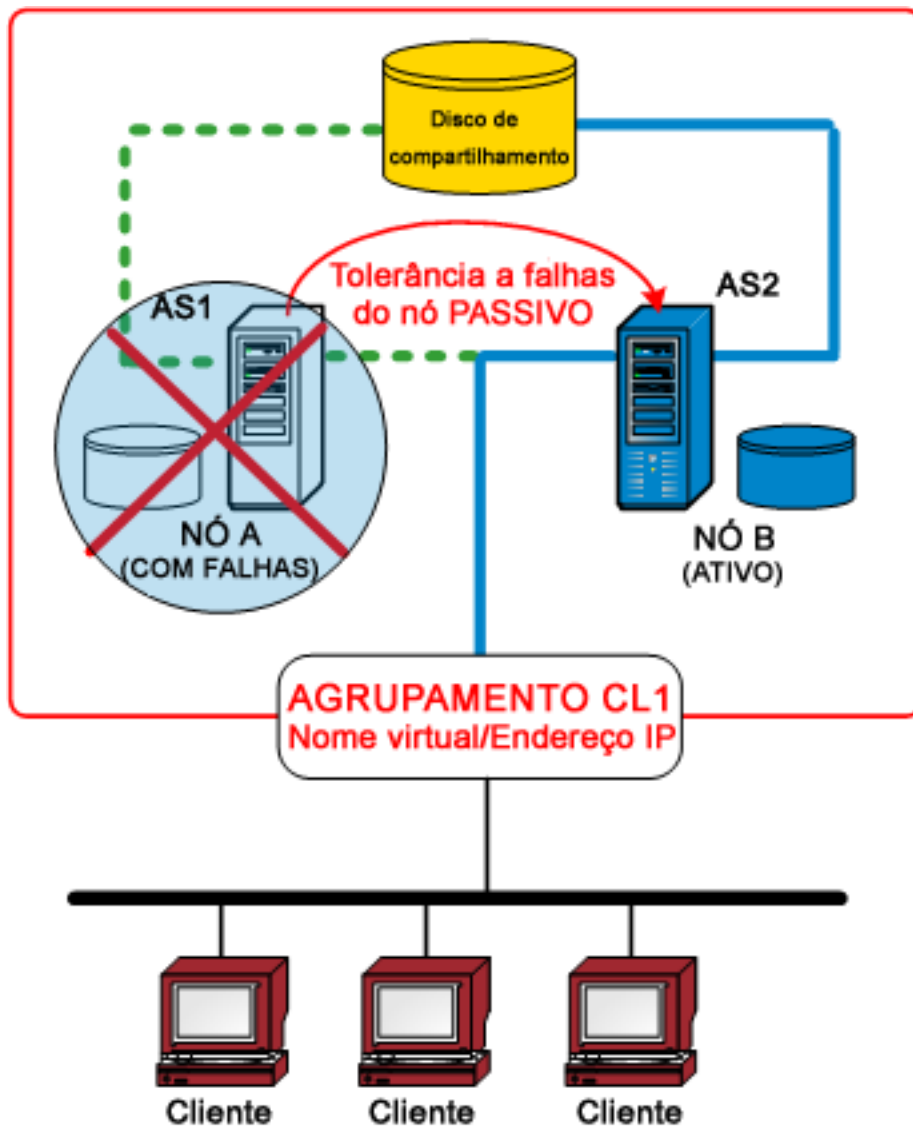 Disco de
compartilhamento
Tolerância a falhas
do nó PASSIVO
AS1
AS2
NÓ A
(COM FALHAS)
NÓ B
(ATIVO)
AGRUPAMENTO CL1
Nome virtual/Endereço IP
Cliente
Cliente
Cliente